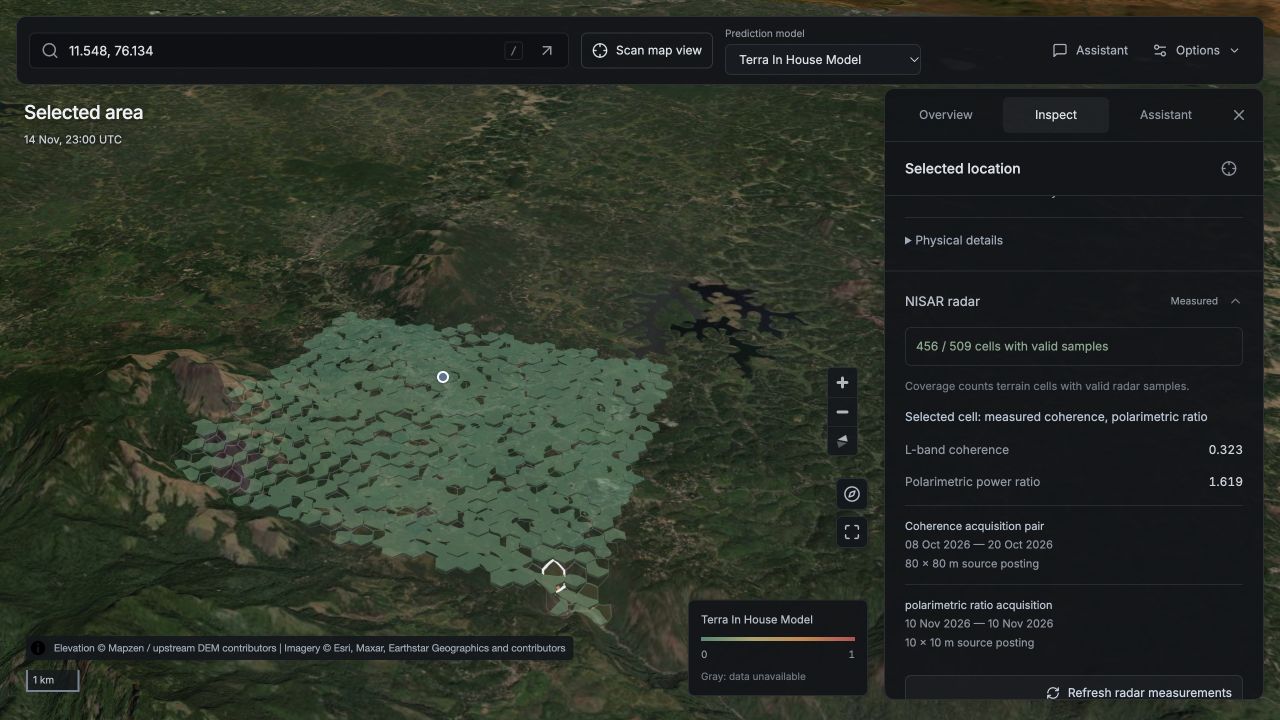 11.548, 76.134
/
Scan map view
Prediction model
Terra In House Model
Assistant
Options
Selected area
14 Nov, 23:00 UTC
Overview
Inspect
Assistant
Selected location
Physical details
NISAR radar
Measured
456 / 509 cells with valid samples
Coverage counts terrain cells with valid radar samples.
Selected cell: measured coherence, polarimetric ratio
L-band coherence
0.323
Polarimetric power ratio
1.619
Coherence acquisition pair
08 Oct 2026 — 20 Oct 2026
80 × 80 m source posting
polarimetric ratio acquisition
10 Nov 2026 — 10 Nov 2026
10 × 10 m source posting
Refresh radar measurements
Terra In House Model
0
1
Gray: data unavailable
Elevation © Mapzen / upstream DEM contributors | Imagery © Esri, Maxar, Earthstar Geographics and contributors
1 km